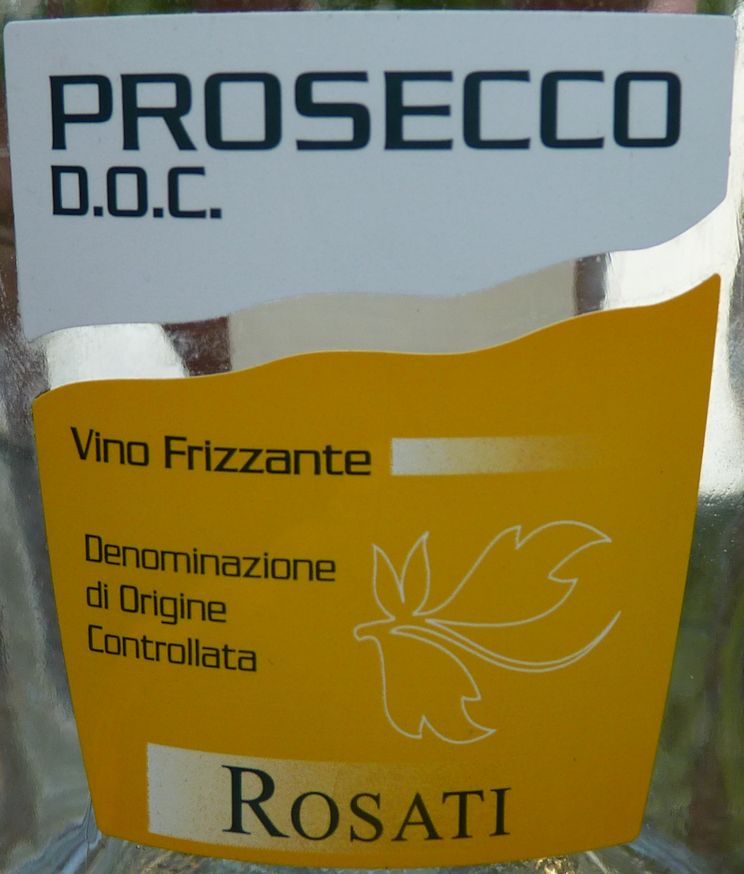 PROSECCO
D.O.C.
Vino Frizzante
Denominazione
di Origine
Controllata
ROSATI